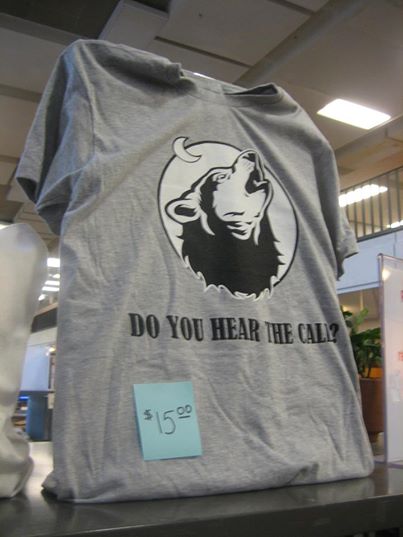 DO YOU HEAR THE CALL?
$15.00